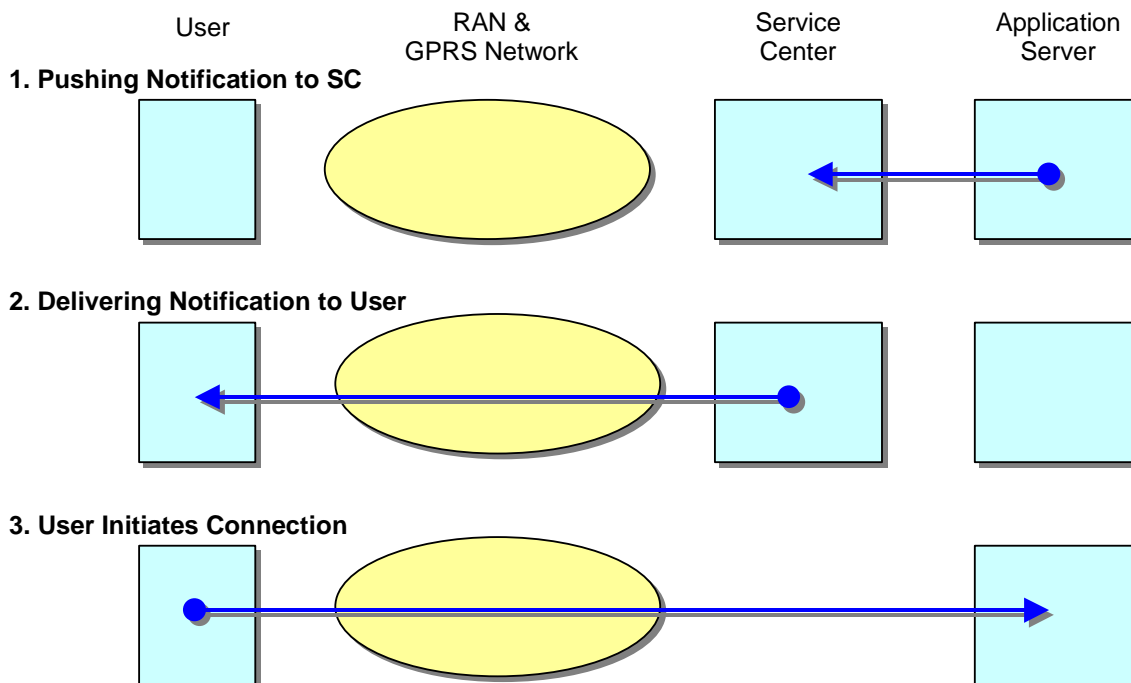 User
RAN &
GPRS Network
Service
Center
Application
Server
1. Pushing Notification to SC
2. Delivering Notification to User
3. User Initiates Connection